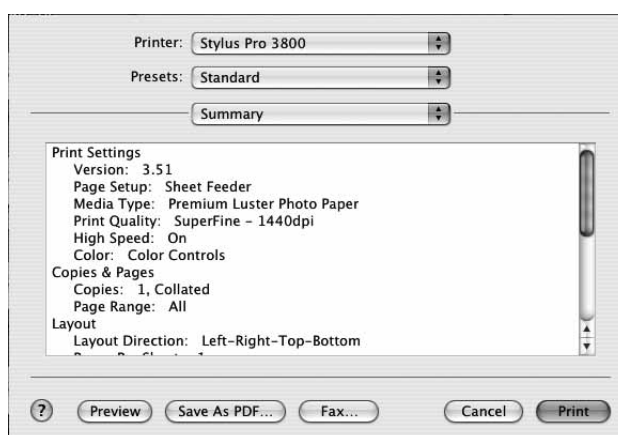 Printer: Stylus Pro 3800
Presets: Standard
Summary
Print Settings
Version: 3.51
Page Setup: Sheet Feeder
Media Type: Premium Luster Photo Paper
Print Quality: SuperFine – 1440dpi
High Speed: On
Color: Color Controls
Copies & Pages
Copies: 1, Collated
Page Range: All
Layout
Layout Direction: Left-Right-Top-Bottom
? Preview Save As PDF... Fax... Cancel Print